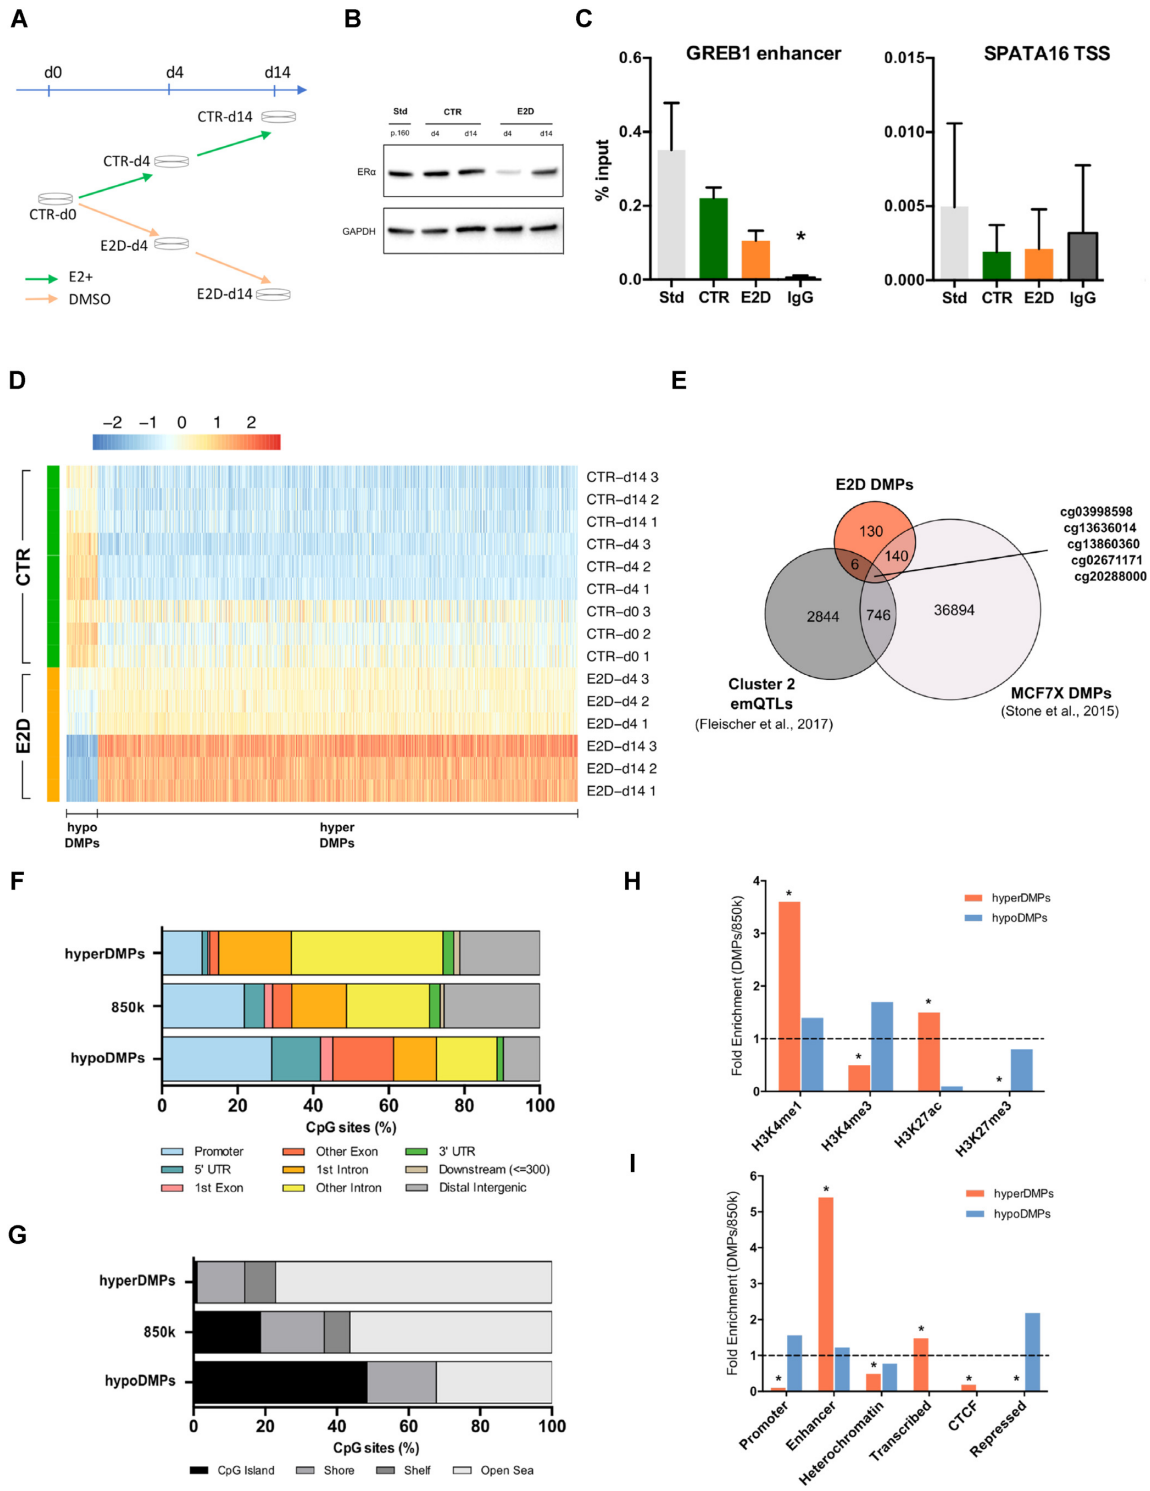 A
d0 d4 d14
CTR-d14
CTR-d4
CTR-d0
E2D-d4
E2D-d14
E2+
DMSO
B
Std CTR E2D
p.160 d4 d14 d4 d14
ERα
GAPDH
C
GREB1 enhancer
% input
0.6
0.4
0.2
0.0
*
Std CTR E2D IgG
SPATA16 TSS
0.015
0.010
0.005
0.000
Std CTR E2D IgG
D
−2 −1 0 1 2
CTR
E2D
CTR−d14 3
CTR−d14 2
CTR−d14 1
CTR−d4 3
CTR−d4 2
CTR−d4 1
CTR−d0 3
CTR−d0 2
CTR−d0 1
E2D−d4 3
E2D−d4 2
E2D−d4 1
E2D−d14 3
E2D−d14 2
E2D−d14 1
hypo
DMPs
hyper
DMPs
E
E2D DMPs
130
140
6
2844
746
36894
cg03998598
cg13636014
cg13860360
cg02671171
cg20288000
Cluster 2
emQTLs
(Fleischer et al., 2017)
MCF7X DMPs
(Stone et al., 2015)
F
hyperDMPs
850k
hypoDMPs
0 20 40 60 80 100
CpG sites (%)
Promoter Other Exon 3' UTR
5' UTR 1st Intron Downstream (<=300)
1st Exon Other Intron Distal Intergenic
G
hyperDMPs
850k
hypoDMPs
0 20 40 60 80 100
CpG sites (%)
CpG Island Shore Shelf Open Sea
H
Fold Enrichment (DMPs/850k)
4
3
2
1
0
* * * *
hyperDMPs
hypoDMPs
H3K4me1 H3K4me3 H3K27ac H3K27me3
I
Fold Enrichment (DMPs/850k)
6
5
4
3
2
1
0
* * * * * *
hyperDMPs
hypoDMPs
Promoter Enhancer Heterochromatin Transcribed CTCF Repressed